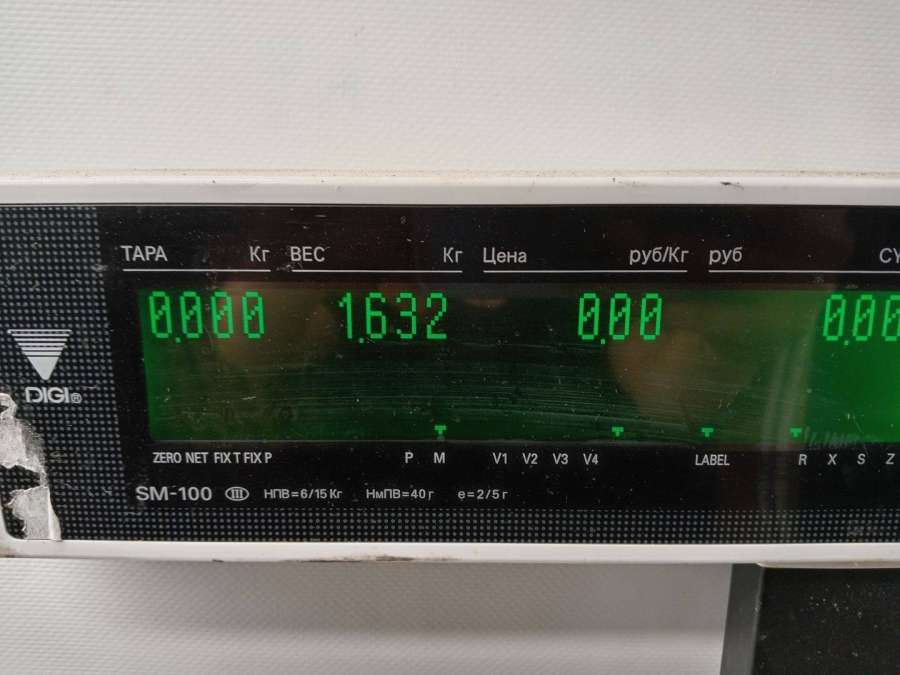 ТАРА Кг ВЕС Кг Цена руб/Кг руб
0.000 1.632 0.00 0.00
DIGI®
ZERO NET FIX T FIX P P M V1 V2 V3 V4 LABEL R X S Z
SM-100 III НПВ=6/15 Кг НмПВ=40 г e=2/5 г